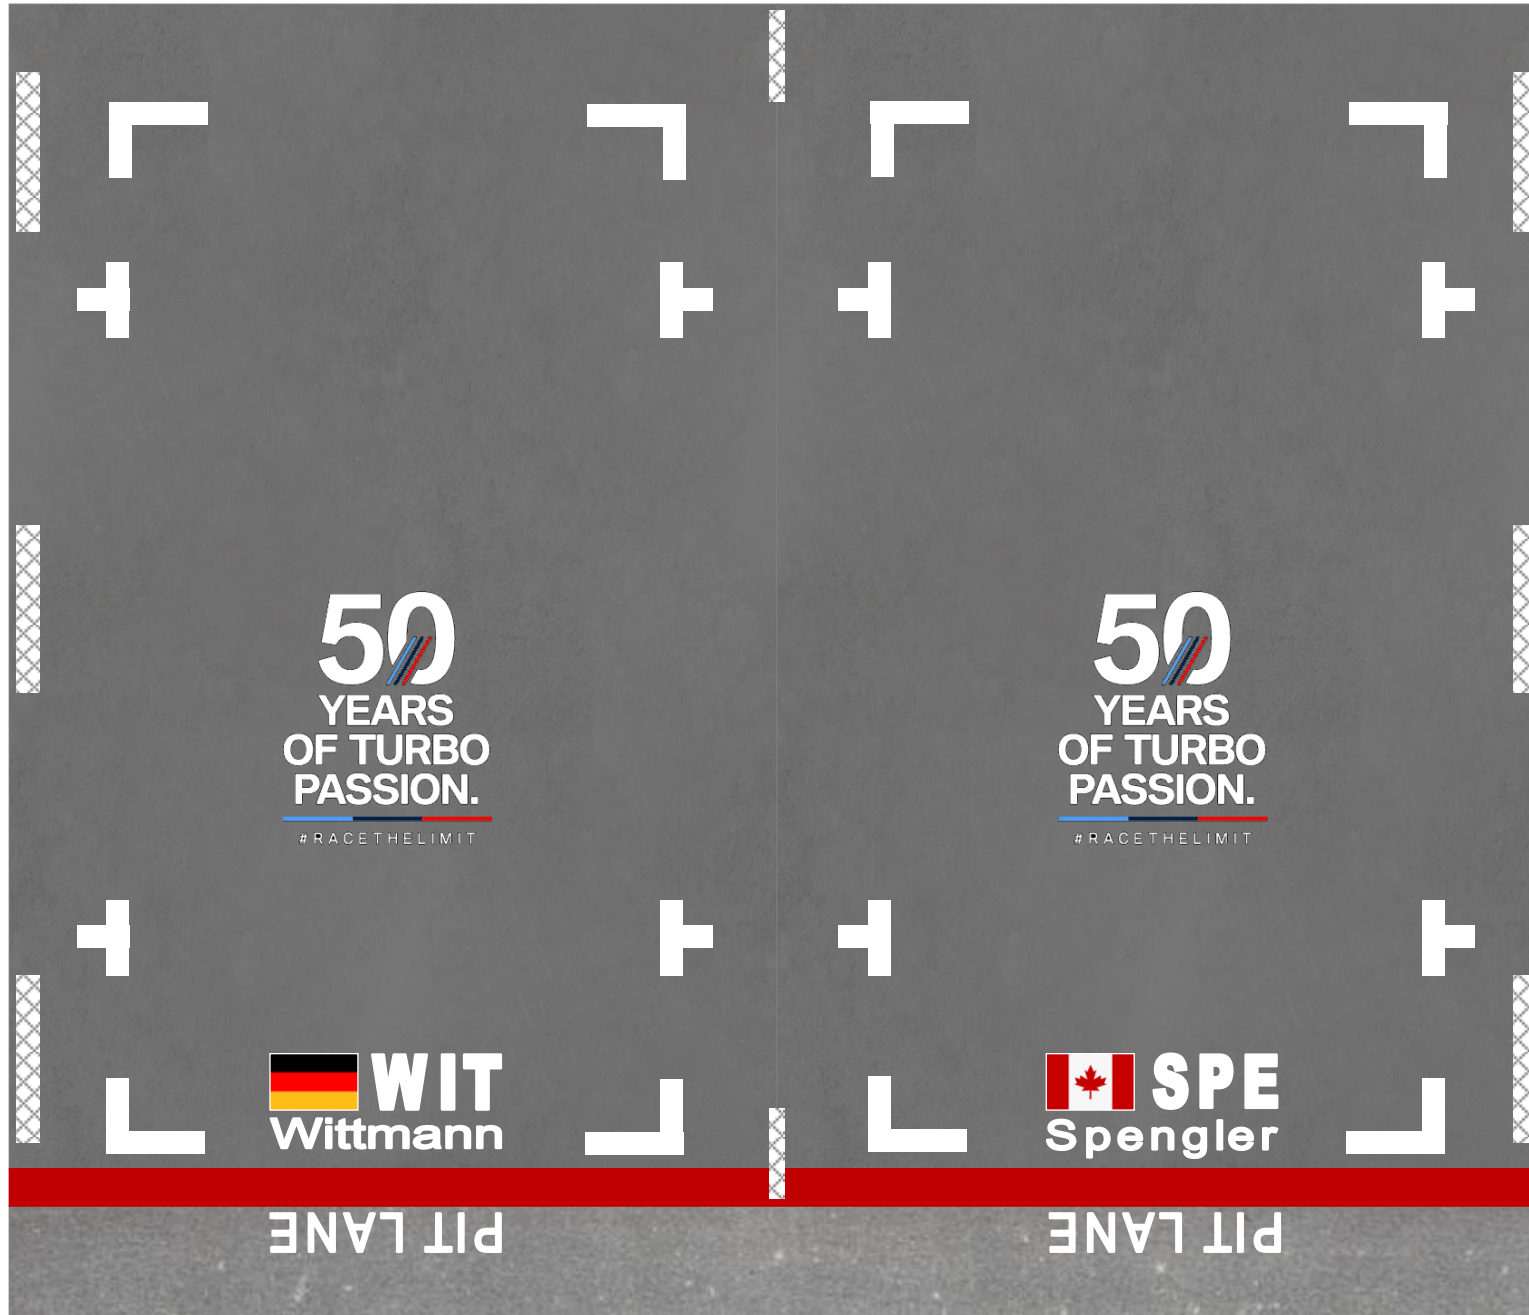 50
YEARS
OF TURBO
PASSION.
#RACETHELIMIT
WIT
Wittmann
PIT LANE
50
YEARS
OF TURBO
PASSION.
#RACETHELIMIT
SPE
Spengler
PIT LANE